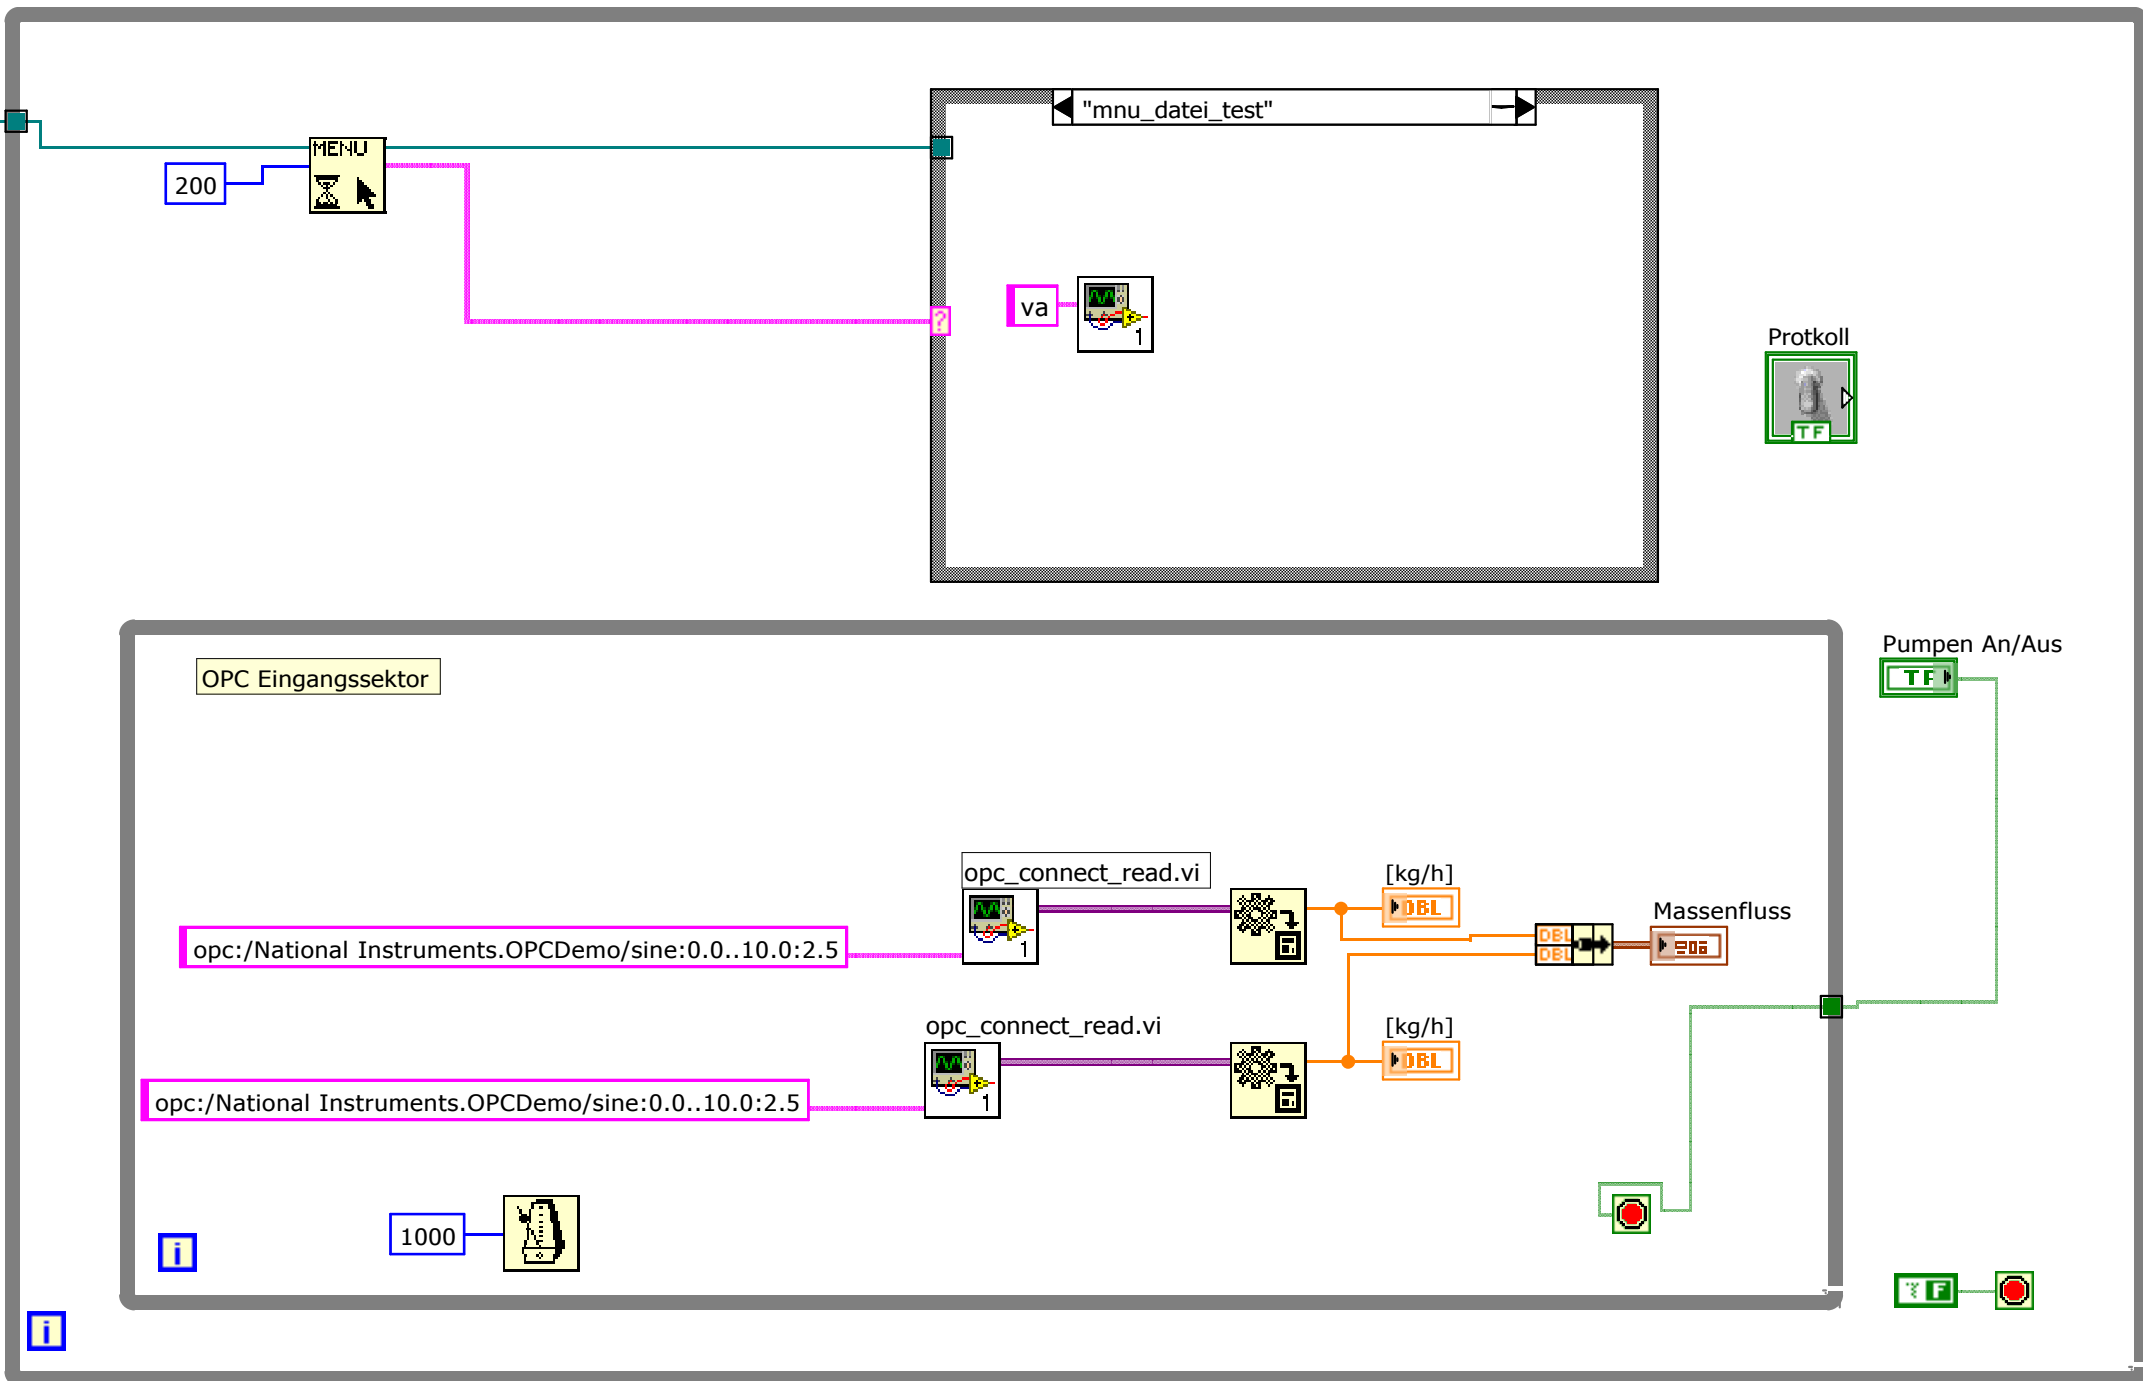 "mnu_datei_test"
MENU
200
va
1
Protkoll
TF
Pumpen An/Aus
TF
OPC Eingangssektor
opc_connect_read.vi
[kg/h]
DBL
Massenfluss
opc:/National Instruments.OPCDemo/sine:0.0..10.0:2.5
1
DBL
DBL
opc_connect_read.vi
[kg/h]
DBL
opc:/National Instruments.OPCDemo/sine:0.0..10.0:2.5
1
1000
i
F
i